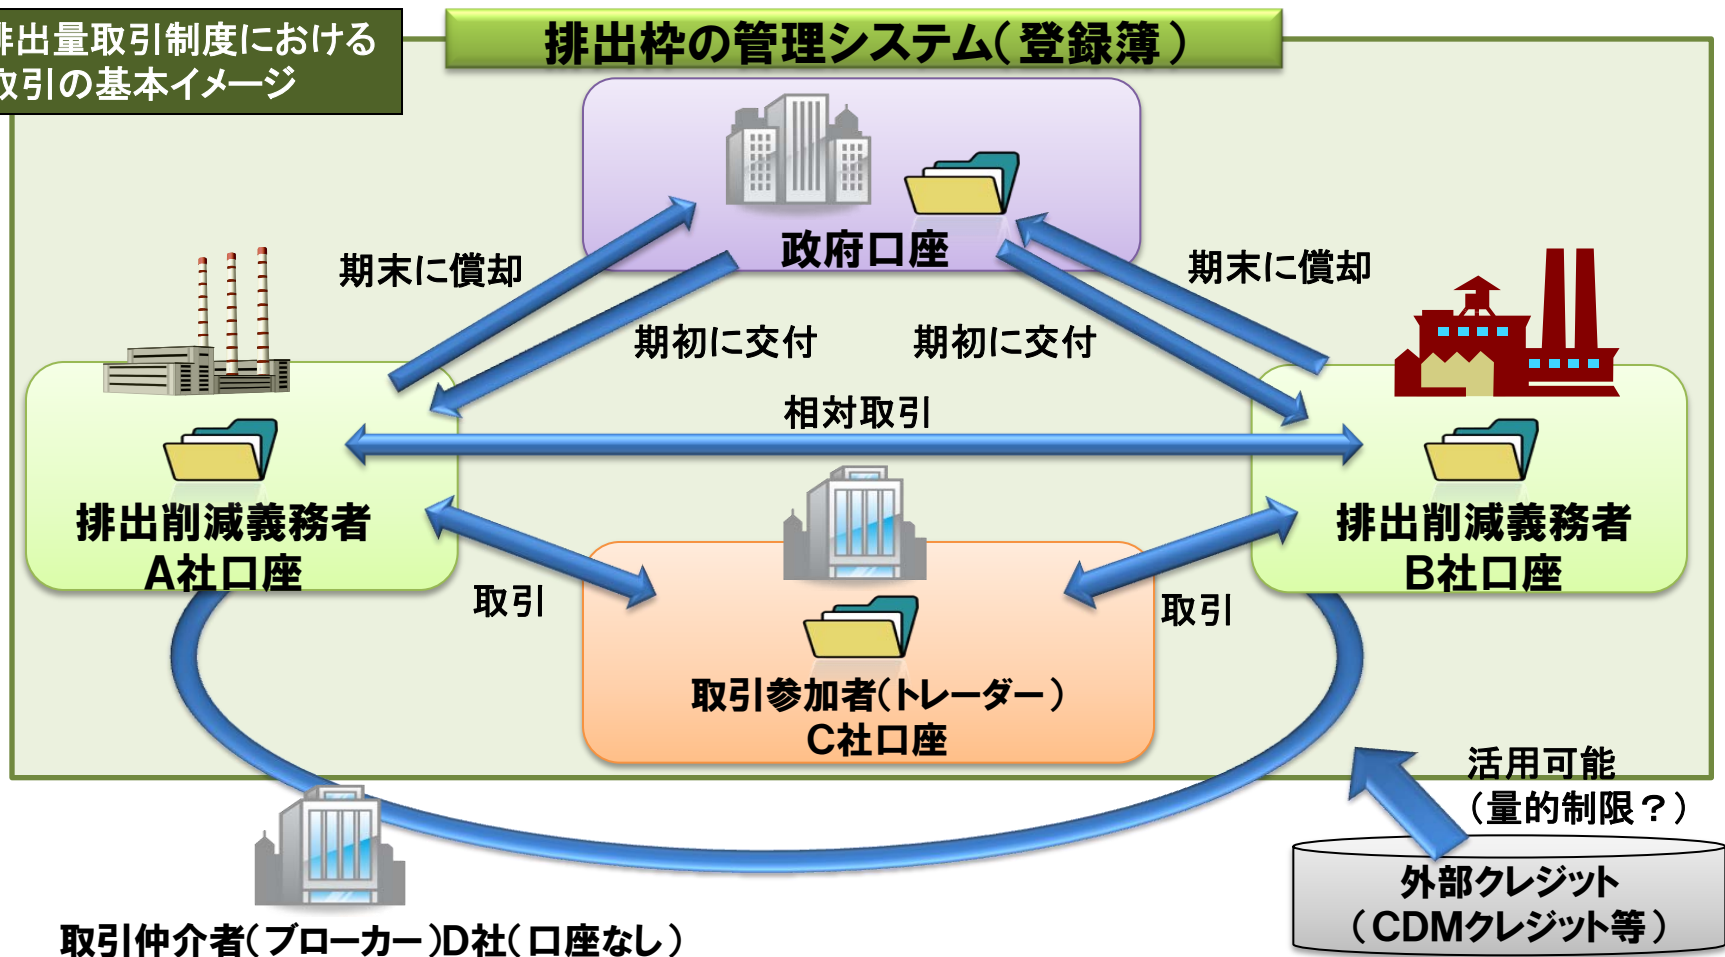 排出量取引制度における
取引の基本イメージ
排出枠の管理システム(登録簿)
政府口座
期末に償却
期末に償却
期初に交付
期初に交付
相対取引
排出削減義務者
A社口座
排出削減義務者
B社口座
取引
取引
取引参加者(トレーダー)
C社口座
活用可能
(量的制限?)
外部クレジット
(CDMクレジット等)
取引仲介者(ブローカー)D社(口座なし)